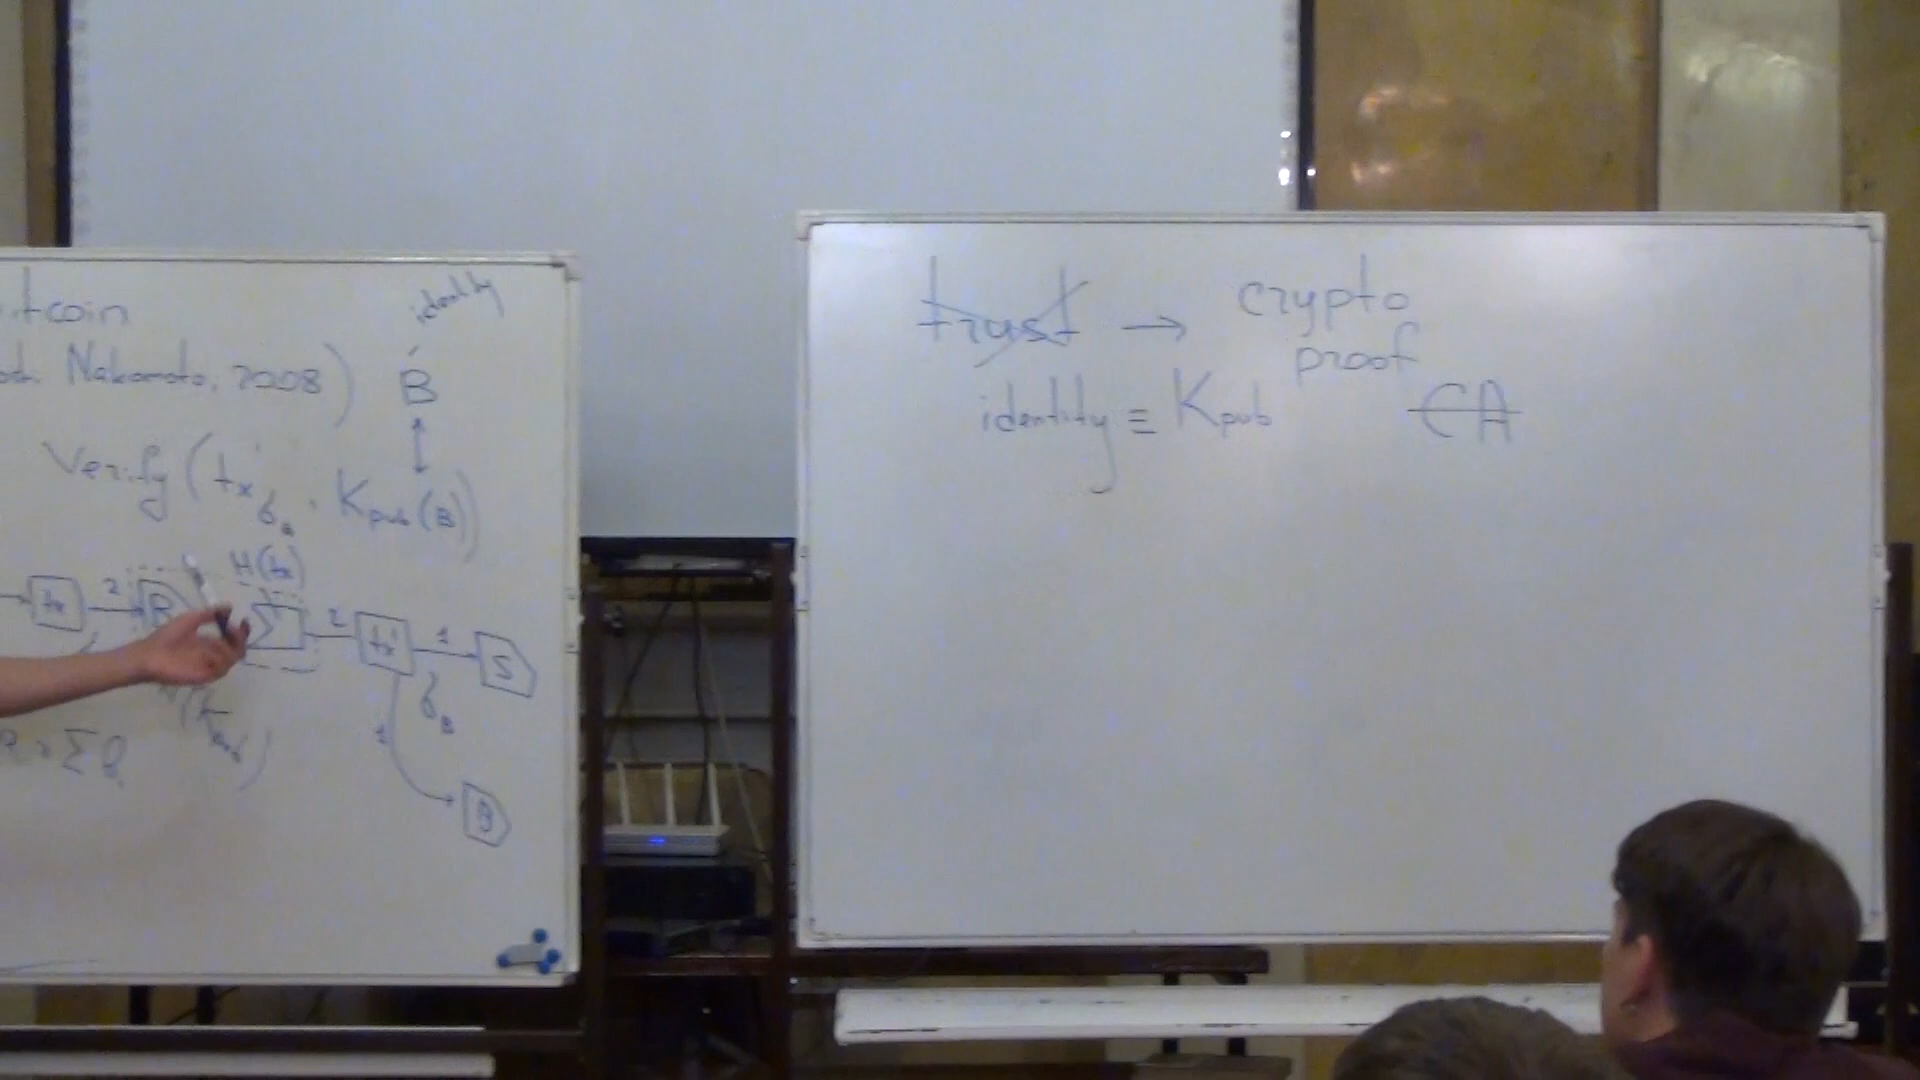 itcoin
identity
Nakamoto, 2008)
B
Verify (tx' σB , Kpub(B))
H(tx)
tx 2 B Σ 2 tx' 1 S
σB
1
B
trust → crypto
proof
identity ≡ Kpub CA